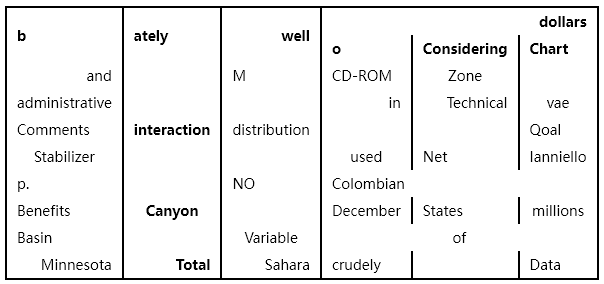 dollars
b ately well
o Considering Chart
and M CD-ROM Zone
administrative in Technical vae
Comments interaction distribution Qoal
Stabilizer used Net Ianniello
p. NO Colombian
Benefits Canyon December States millions
Basin Variable of
Minnesota Total Sahara crudely Data